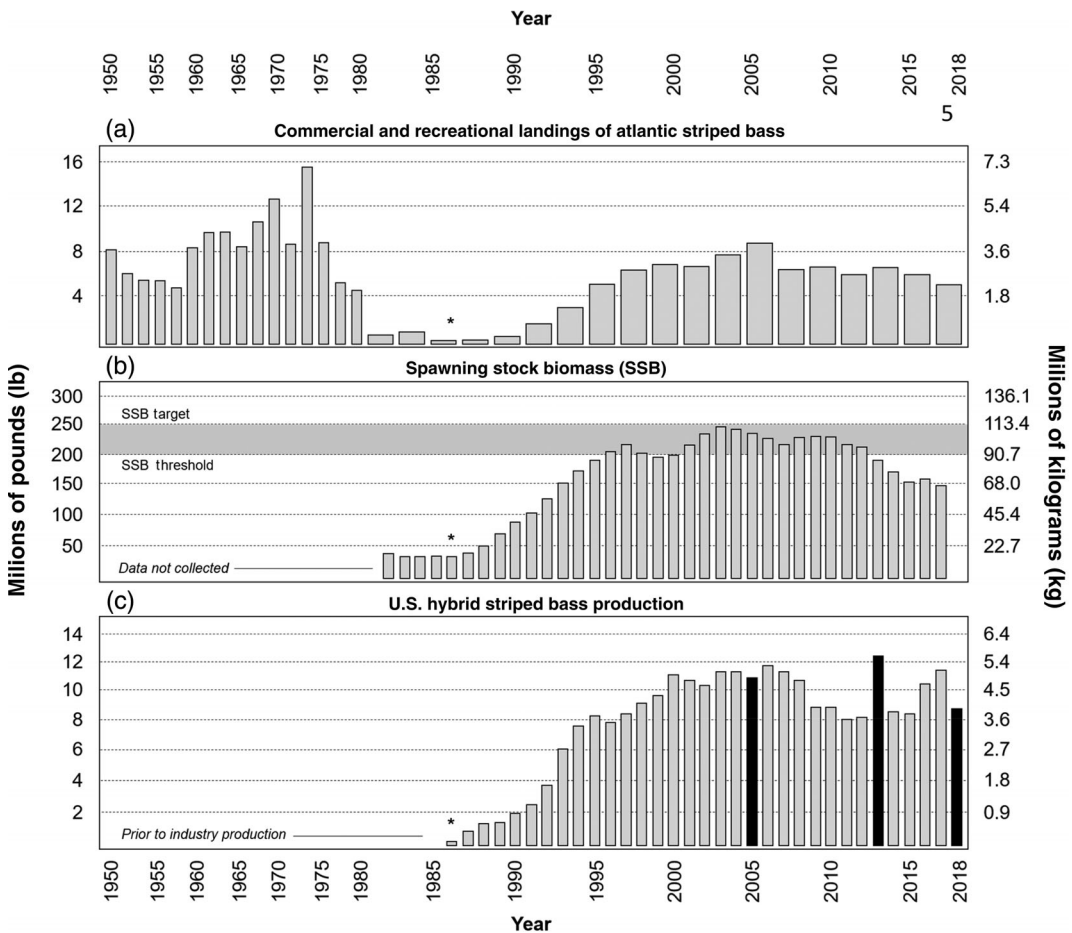 Year
1950 1955 1960 1965 1970 1975 1980 1985 1990 1995 2000 2005 2010 2015 2018
5
(a) Commercial and recreational landings of atlantic striped bass
16 7.3
12 5.4
8 3.6
*
4 1.8
(b) Spawning stock biomass (SSB)
Milions of pounds (lb)
Milions of kilograms (kg)
300 136.1
SSB target
250 113.4
200 90.7
SSB threshold
150 68.0
100 45.4
*
50 22.7
Data not collected
(c) U.S. hybrid striped bass production
14 6.4
12 5.4
10 4.5
8 3.6
6 2.7
4 1.8
2 0.9
*
Prior to industry production
1950 1955 1960 1965 1970 1975 1980 1985 1990 1995 2000 2005 2010 2015 2018
Year